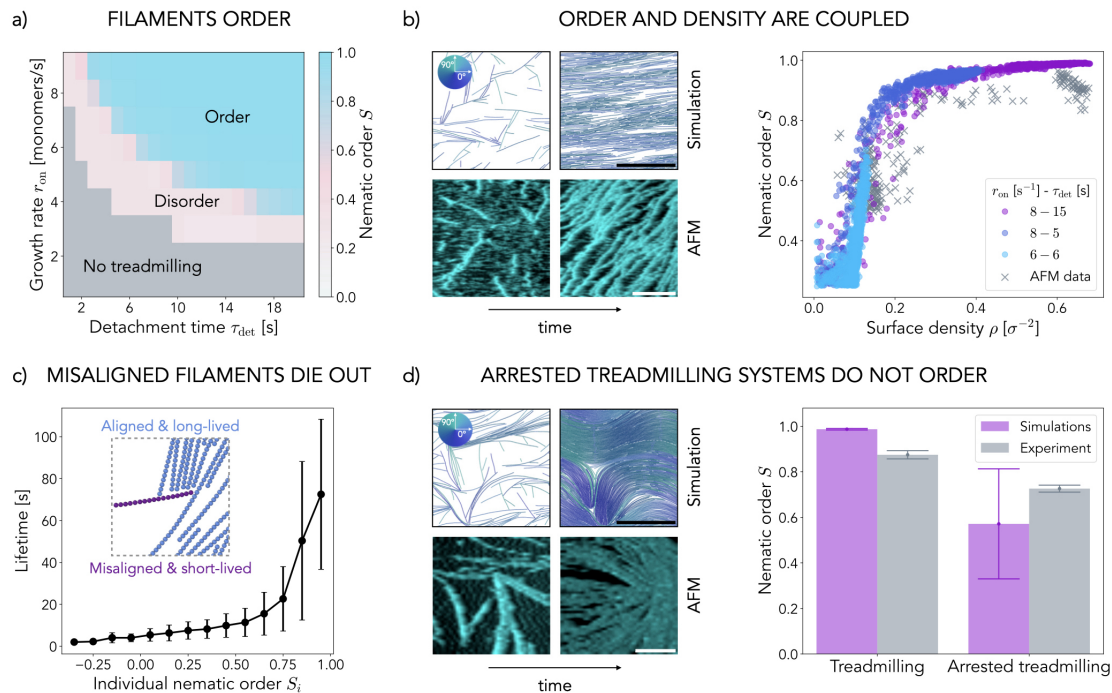 a) FILAMENTS ORDER
Growth rate r_on [monomers/s]
8
6
4
2
Order
Disorder
No treadmilling
2 6 10 14 18
Detachment time τ_det [s]
1.0
0.8
0.6
0.4
0.2
0.0
Nematic order S
b) ORDER AND DENSITY ARE COUPLED
90°
0°
Simulation
AFM
time
Nematic order S
1.0
0.8
0.6
0.4
r_on [s⁻¹] - τ_det [s]
8 – 15
8 – 5
6 – 6
AFM data
0.0 0.2 0.4 0.6
Surface density ρ [σ⁻²]
c) MISALIGNED FILAMENTS DIE OUT
Lifetime [s]
100
80
60
40
20
0
Aligned & long-lived
Misaligned & short-lived
−0.25 0.00 0.25 0.50 0.75 1.00
Individual nematic order S_i
d) ARRESTED TREADMILLING SYSTEMS DO NOT ORDER
90°
0°
Simulation
AFM
time
Nematic order S
1.0
0.8
0.6
0.4
0.2
0.0
Simulations
Experiment
Treadmilling Arrested treadmilling